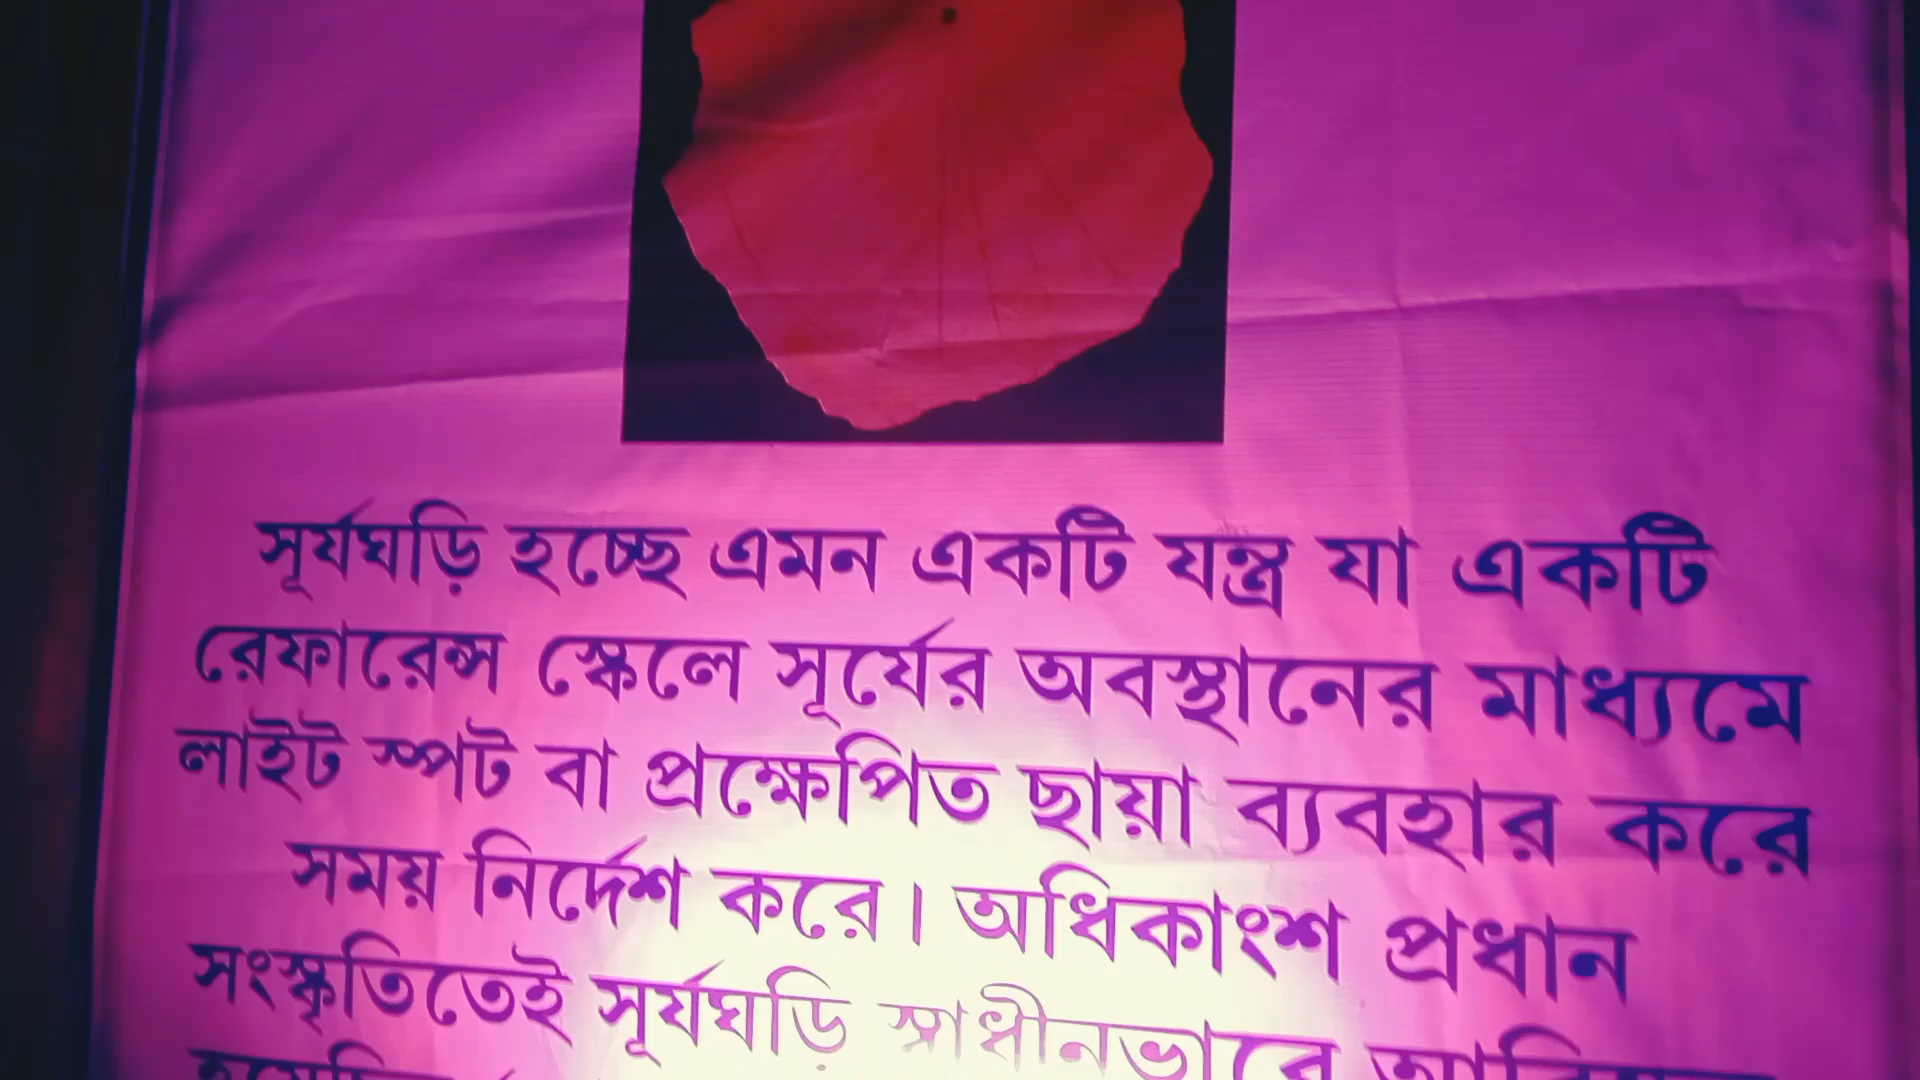 সূর্যঘড়ি হচ্ছে এমন একটি যন্ত্র যা একটি
রেফারেন্স স্কেলে সূর্যের অবস্থানের মাধ্যমে
লাইট স্পট বা প্রক্ষেপিত ছায়া ব্যবহার করে
সময় নির্দেশ করে। অধিকাংশ প্রধান
সংস্কৃতিতেই সূর্যঘড়ি স্বাধীনভাবে